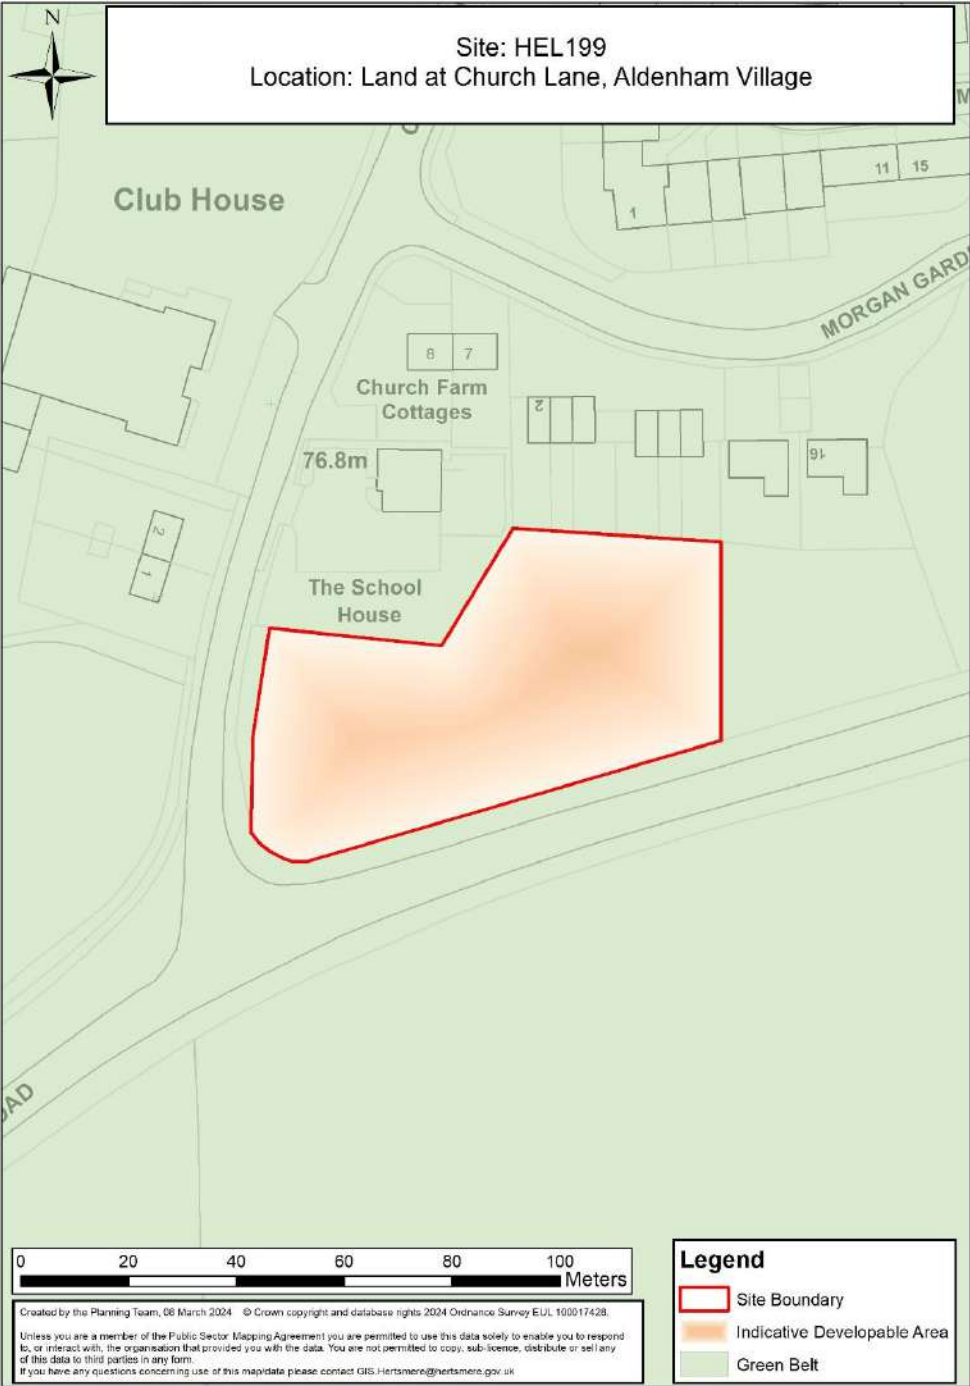 N
Site: HEL199
Location: Land at Church Lane, Aldenham Village
Club House
1
11
15
MORGAN GARD
8
7
Church Farm
Cottages
2
76.8m
16
2
1
The School
House
OAD
0 20 40 60 80 100
Meters
Created by the Planning Team, 08 March 2024 © Crown copyright and database rights 2024 Ordnance Survey EUL 100017428.
Unless you are a member of the Public Sector Mapping Agreement you are permitted to use this data solely to enable you to respond
to, or interact with, the organisation that provided you with the data. You are not permitted to copy, sub-licence, distribute or sell any
of this data to third parties in any form.
If you have any questions concerning use of this map/data please contact GIS.Hertsmere@hertsmere.gov.uk
Legend
Site Boundary
Indicative Developable Area
Green Belt